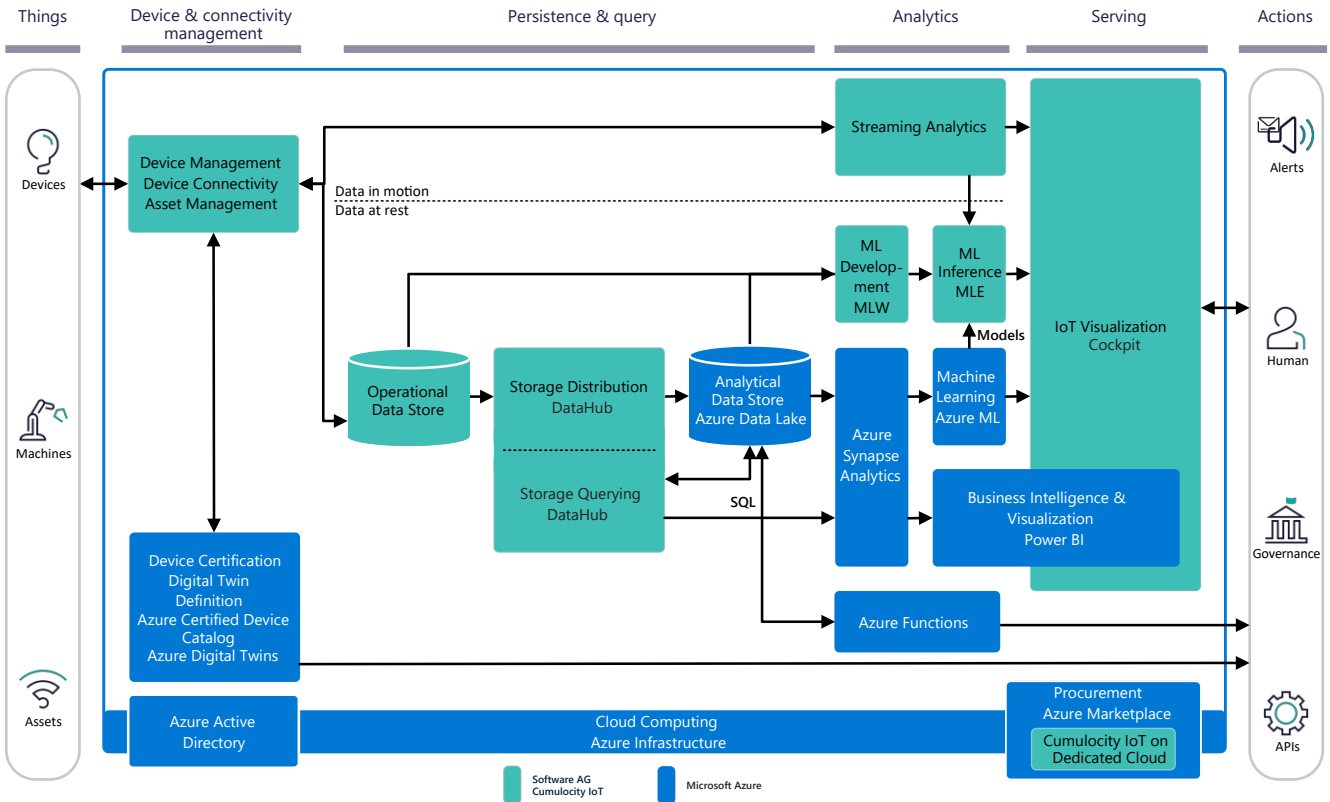 Things
Device & connectivity
management
Persistence & query
Analytics
Serving
Actions
Devices
Machines
Assets
Device Management
Device Connectivity
Asset Management
Data in motion
Data at rest
Streaming Analytics
ML
Develop-
ment
MLW
ML
Inference
MLE
Models
IoT Visualization
Cockpit
Operational
Data Store
Storage Distribution
DataHub
Storage Querying
DataHub
Analytical
Data Store
Azure Data Lake
SQL
Azure
Synapse
Analytics
Machine
Learning
Azure ML
Business Intelligence &
Visualization
Power BI
Device Certification
Digital Twin
Definition
Azure Certified Device
Catalog
Azure Digital Twins
Azure Functions
Azure Active
Directory
Cloud Computing
Azure Infrastructure
Procurement
Azure Marketplace
Cumulocity IoT on
Dedicated Cloud
Alerts
Human
Governance
APIs
Software AG
Cumulocity IoT
Microsoft Azure